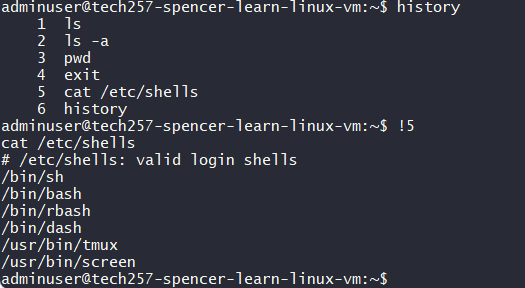 adminuser@tech257-spencer-learn-linux-vm:~$ history
1 ls
2 ls -a
3 pwd
4 exit
5 cat /etc/shells
6 history
adminuser@tech257-spencer-learn-linux-vm:~$ !5
cat /etc/shells
# /etc/shells: valid login shells
/bin/sh
/bin/bash
/bin/rbash
/bin/dash
/usr/bin/tmux
/usr/bin/screen
adminuser@tech257-spencer-learn-linux-vm:~$